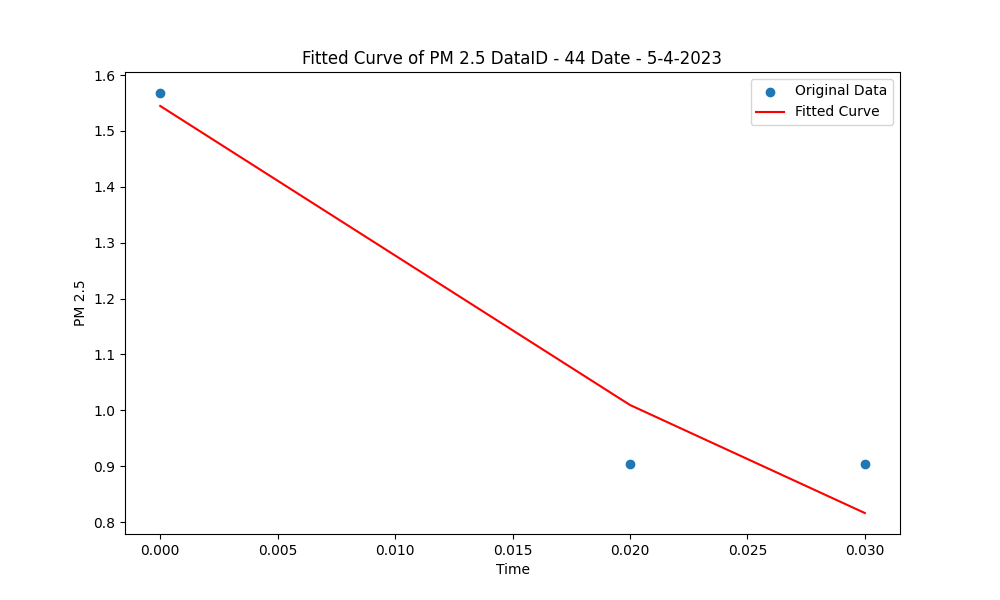 Fitted Curve of PM 2.5 DataID - 44 Date - 5-4-2023
Original Data
Fitted Curve
1.6
1.5
1.4
1.3
1.2
1.1
1.0
0.9
0.8
PM 2.5
0.000 0.005 0.010 0.015 0.020 0.025 0.030
Time